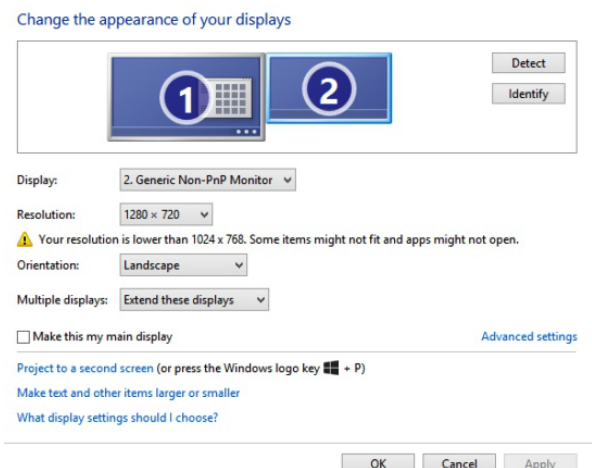 Change the appearance of your displays
1
2
Detect
Identify
Display: 2. Generic Non-PnP Monitor
Resolution: 1280 × 720
Your resolution is lower than 1024 x 768. Some items might not fit and apps might not open.
Orientation: Landscape
Multiple displays: Extend these displays
Make this my main display
Advanced settings
Project to a second screen (or press the Windows logo key + P)
Make text and other items larger or smaller
What display settings should I choose?
OK Cancel Apply